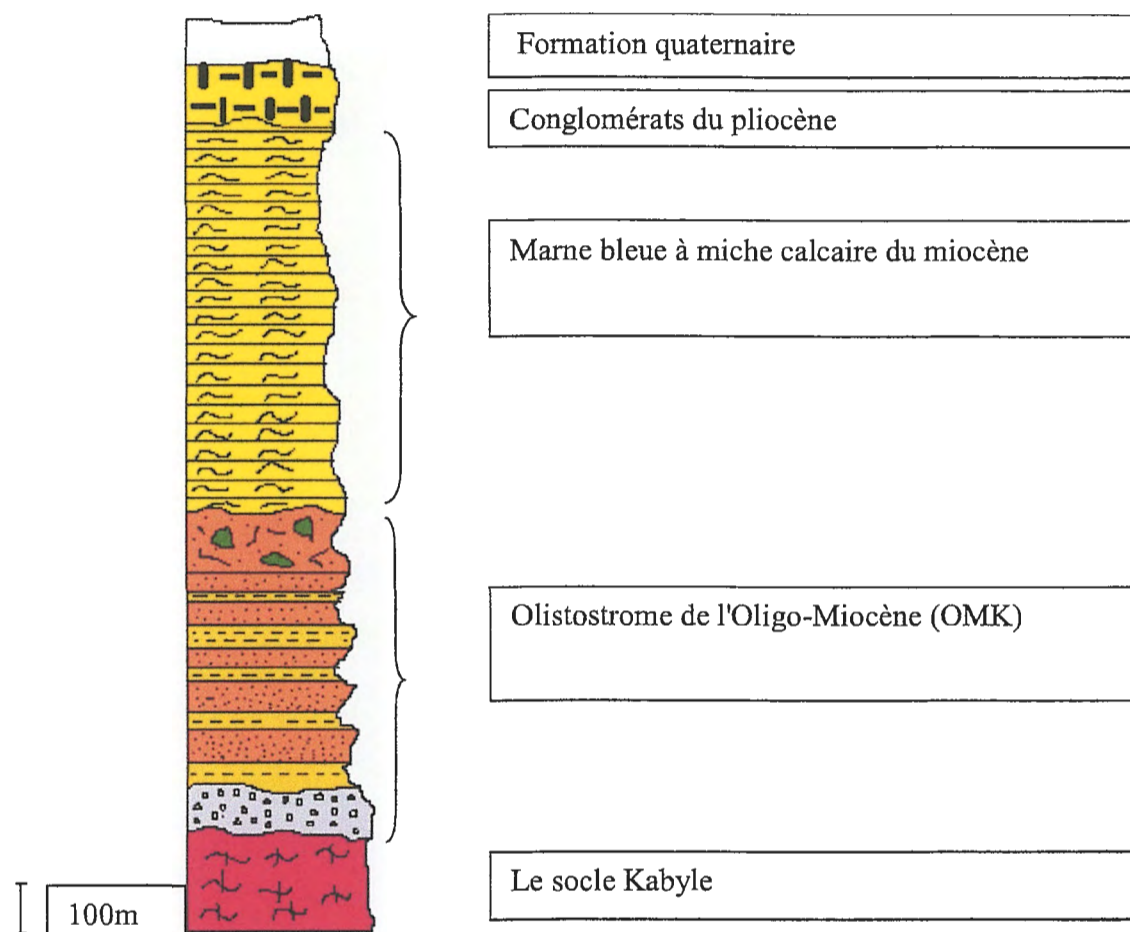 Formation quaternaire
Conglomérats du pliocène
Marne bleue à miche calcaire du miocène
Olistostrome de l'Oligo-Miocène (OMK)
Le socle Kabyle
100m